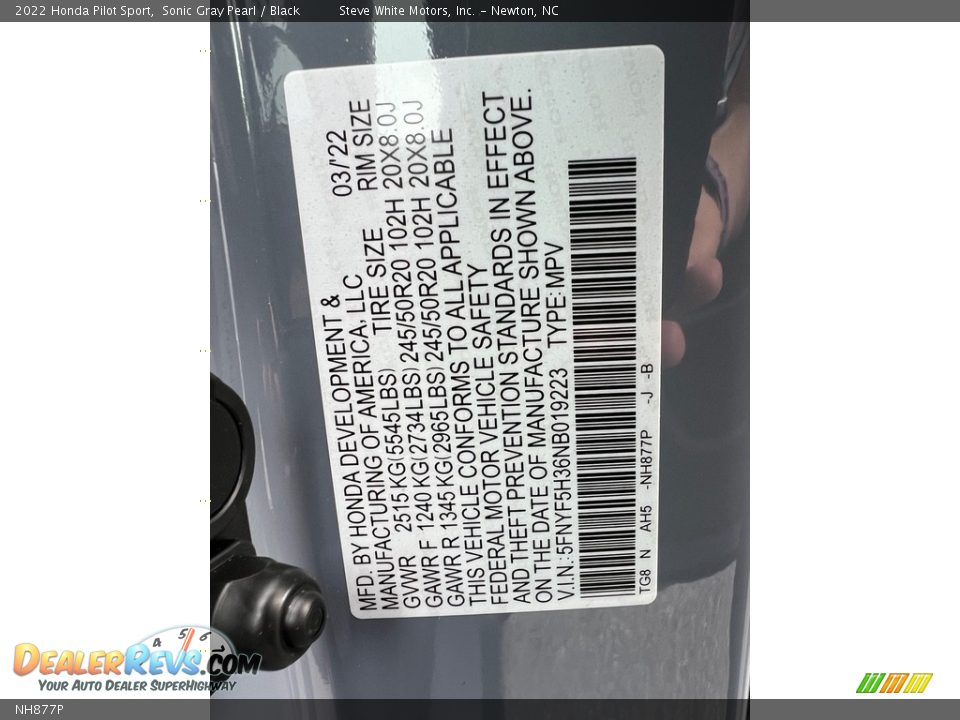 2022 Honda Pilot Sport, Sonic Gray Pearl / Black Steve White Motors, Inc. - Newton, NC
MFD. BY HONDA DEVELOPMENT & 03/'22
MANUFACTURING OF AMERICA, LLC
TIRE SIZE RIM SIZE
GVWR 2515 KG(5545LBS)
GAWR F 1240 KG(2734LBS) 245/50R20 102H 20X8.0J
GAWR R 1345 KG(2965LBS) 245/50R20 102H 20X8.0J
THIS VEHICLE CONFORMS TO ALL APPLICABLE
FEDERAL MOTOR VEHICLE SAFETY
AND THEFT PREVENTION STANDARDS IN EFFECT
ON THE DATE OF MANUFACTURE SHOWN ABOVE.
V.I.N.: 5FNYF5H36NB019223 TYPE: MPV
TG8 N AH5 -NH877P -J -B
4 5 6
DEALERREVS.COM
YOUR AUTO DEALER SUPERHIGHWAY
NH877P